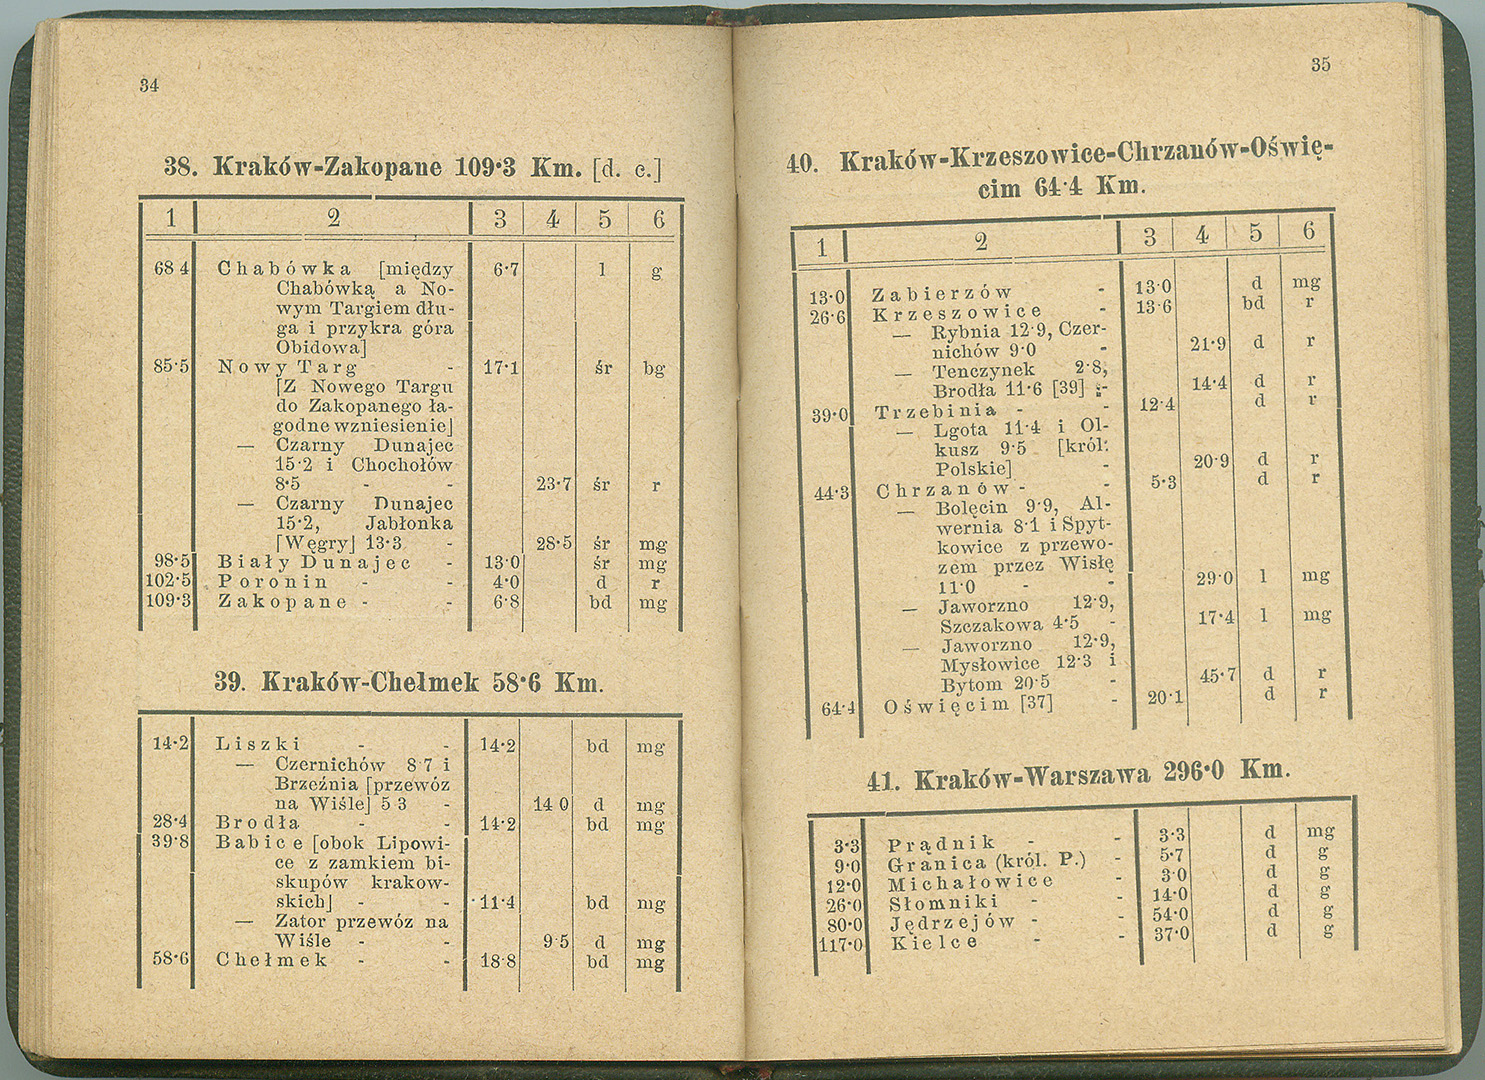 34
38. Kraków-Zakopane 109·3 Km. [d. c.]
1 2 3 4 5 6
68 4 Chabówka [między 6·7 l g
Chabówką a No-
wym Targiem dłu-
ga i przykra góra
Obidowa]
85·5 Nowy Targ - 17·1 śr bg
[Z Nowego Targu
do Zakopanego ła-
godne wzniesienie]
— Czarny Dunajec
15·2 i Chochołów
8·5 - - 23·7 śr r
— Czarny Dunajec
15·2, Jabłonka
[Węgry] 13·3 - 28·5 śr mg
98·5 Biały Dunajec - 13·0 śr mg
102·5 Poronin - - 4·0 d r
109·3 Zakopane - - 6·8 bd mg
39. Kraków-Chełmek 58·6 Km.
14·2 Liszki - - 14·2 bd mg
— Czernichów 8 7 i
Brzeźnia [przewóz
na Wiśle] 5 3 - 14 0 d mg
28·4 Brodła - - 14·2 bd mg
39·8 Babice [obok Lipowi-
ce z zamkiem bi-
skupów krakow-
skich] - - 11·4 bd mg
— Zator przewóz na
Wiśle - - 9 5 d mg
58·6 Chełmek - - 18·8 bd mg
35
40. Kraków-Krzeszowice-Chrzanów-Oświę-
cim 64·4 Km.
1 2 3 4 5 6
13·0 Zabierzów - 13 0 d mg
26·6 Krzeszowice - 13·6 bd r
— Rybnia 12·9, Czer-
nichów 9·0 - 21·9 d r
— Tenczynek 2·8,
Brodła 11·6 [39] - 14·4 d r
39·0 Trzebinia - - 12·4 d r
— Lgota 11·4 i Ol-
kusz 9·5 [król.
Polskie] - 20·9 d r
44·3 Chrzanów - - 5·3 d r
— Bolęcin 9·9, Al-
wernia 8·1 i Spyt-
kowice z przewo-
zem przez Wisłę
11·0 - - 29·0 l mg
— Jaworzno 12·9,
Szczakowa 4·5 - 17·4 l mg
— Jaworzno 12·9,
Mysłowice 12·3 i
Bytom 20·5 - 45·7 d r
64·4 Oświęcim [37] - 20·1 d r
41. Kraków-Warszawa 296·0 Km.
3·3 Prądnik - - 3·3 d mg
9·0 Granica (król. P.) - 5·7 d g
12·0 Michałowice - 3·0 d g
26·0 Słomniki - - 14·0 d g
80·0 Jędrzejów - - 54·0 d g
117·0 Kielce - - 37·0 d g